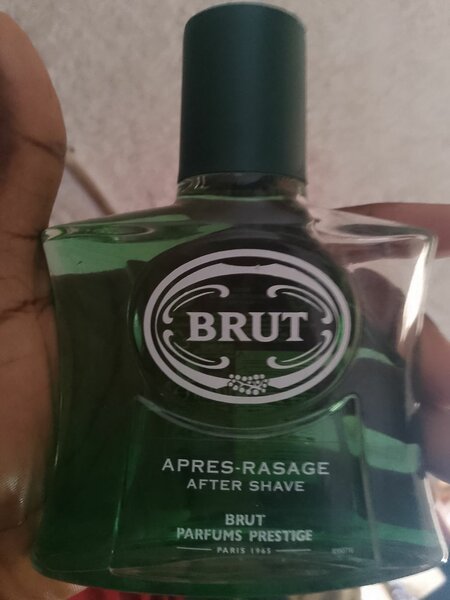 BRUT
APRES-RASAGE
AFTER SHAVE
BRUT
PARFUMS PRESTIGE
PARIS 1965